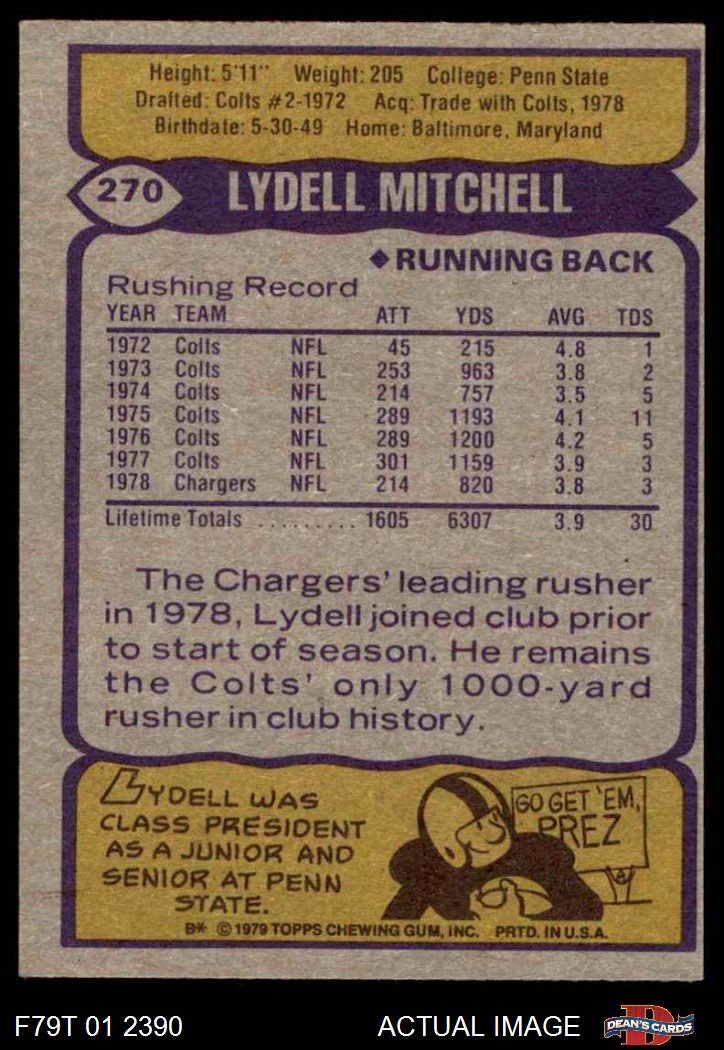 Height: 5'11" Weight: 205 College: Penn State
Drafted: Colts #2-1972 Acq: Trade with Colts, 1978
Birthdate: 5-30-49 Home: Baltimore, Maryland
270 LYDELL MITCHELL
◆RUNNING BACK
Rushing Record
YEAR TEAM ATT YDS AVG TDS
1972 Colts NFL 45 215 4.8 1
1973 Colts NFL 253 963 3.8 2
1974 Colts NFL 214 757 3.5 5
1975 Colts NFL 289 1193 4.1 11
1976 Colts NFL 289 1200 4.2 5
1977 Colts NFL 301 1159 3.9 3
1978 Chargers NFL 214 820 3.8 3
Lifetime Totals .......... 1605 6307 3.9 30
The Chargers' leading rusher
in 1978, Lydell joined club prior
to start of season. He remains
the Colts' only 1000-yard
rusher in club history.
LYDELL WAS
CLASS PRESIDENT
AS A JUNIOR AND
SENIOR AT PENN
STATE.
GO GET 'EM,
PREZ
B* © 1979 TOPPS CHEWING GUM, INC. PRTD. IN U.S.A.
F79T 01 2390 ACTUAL IMAGE D DEAN'S CARDS